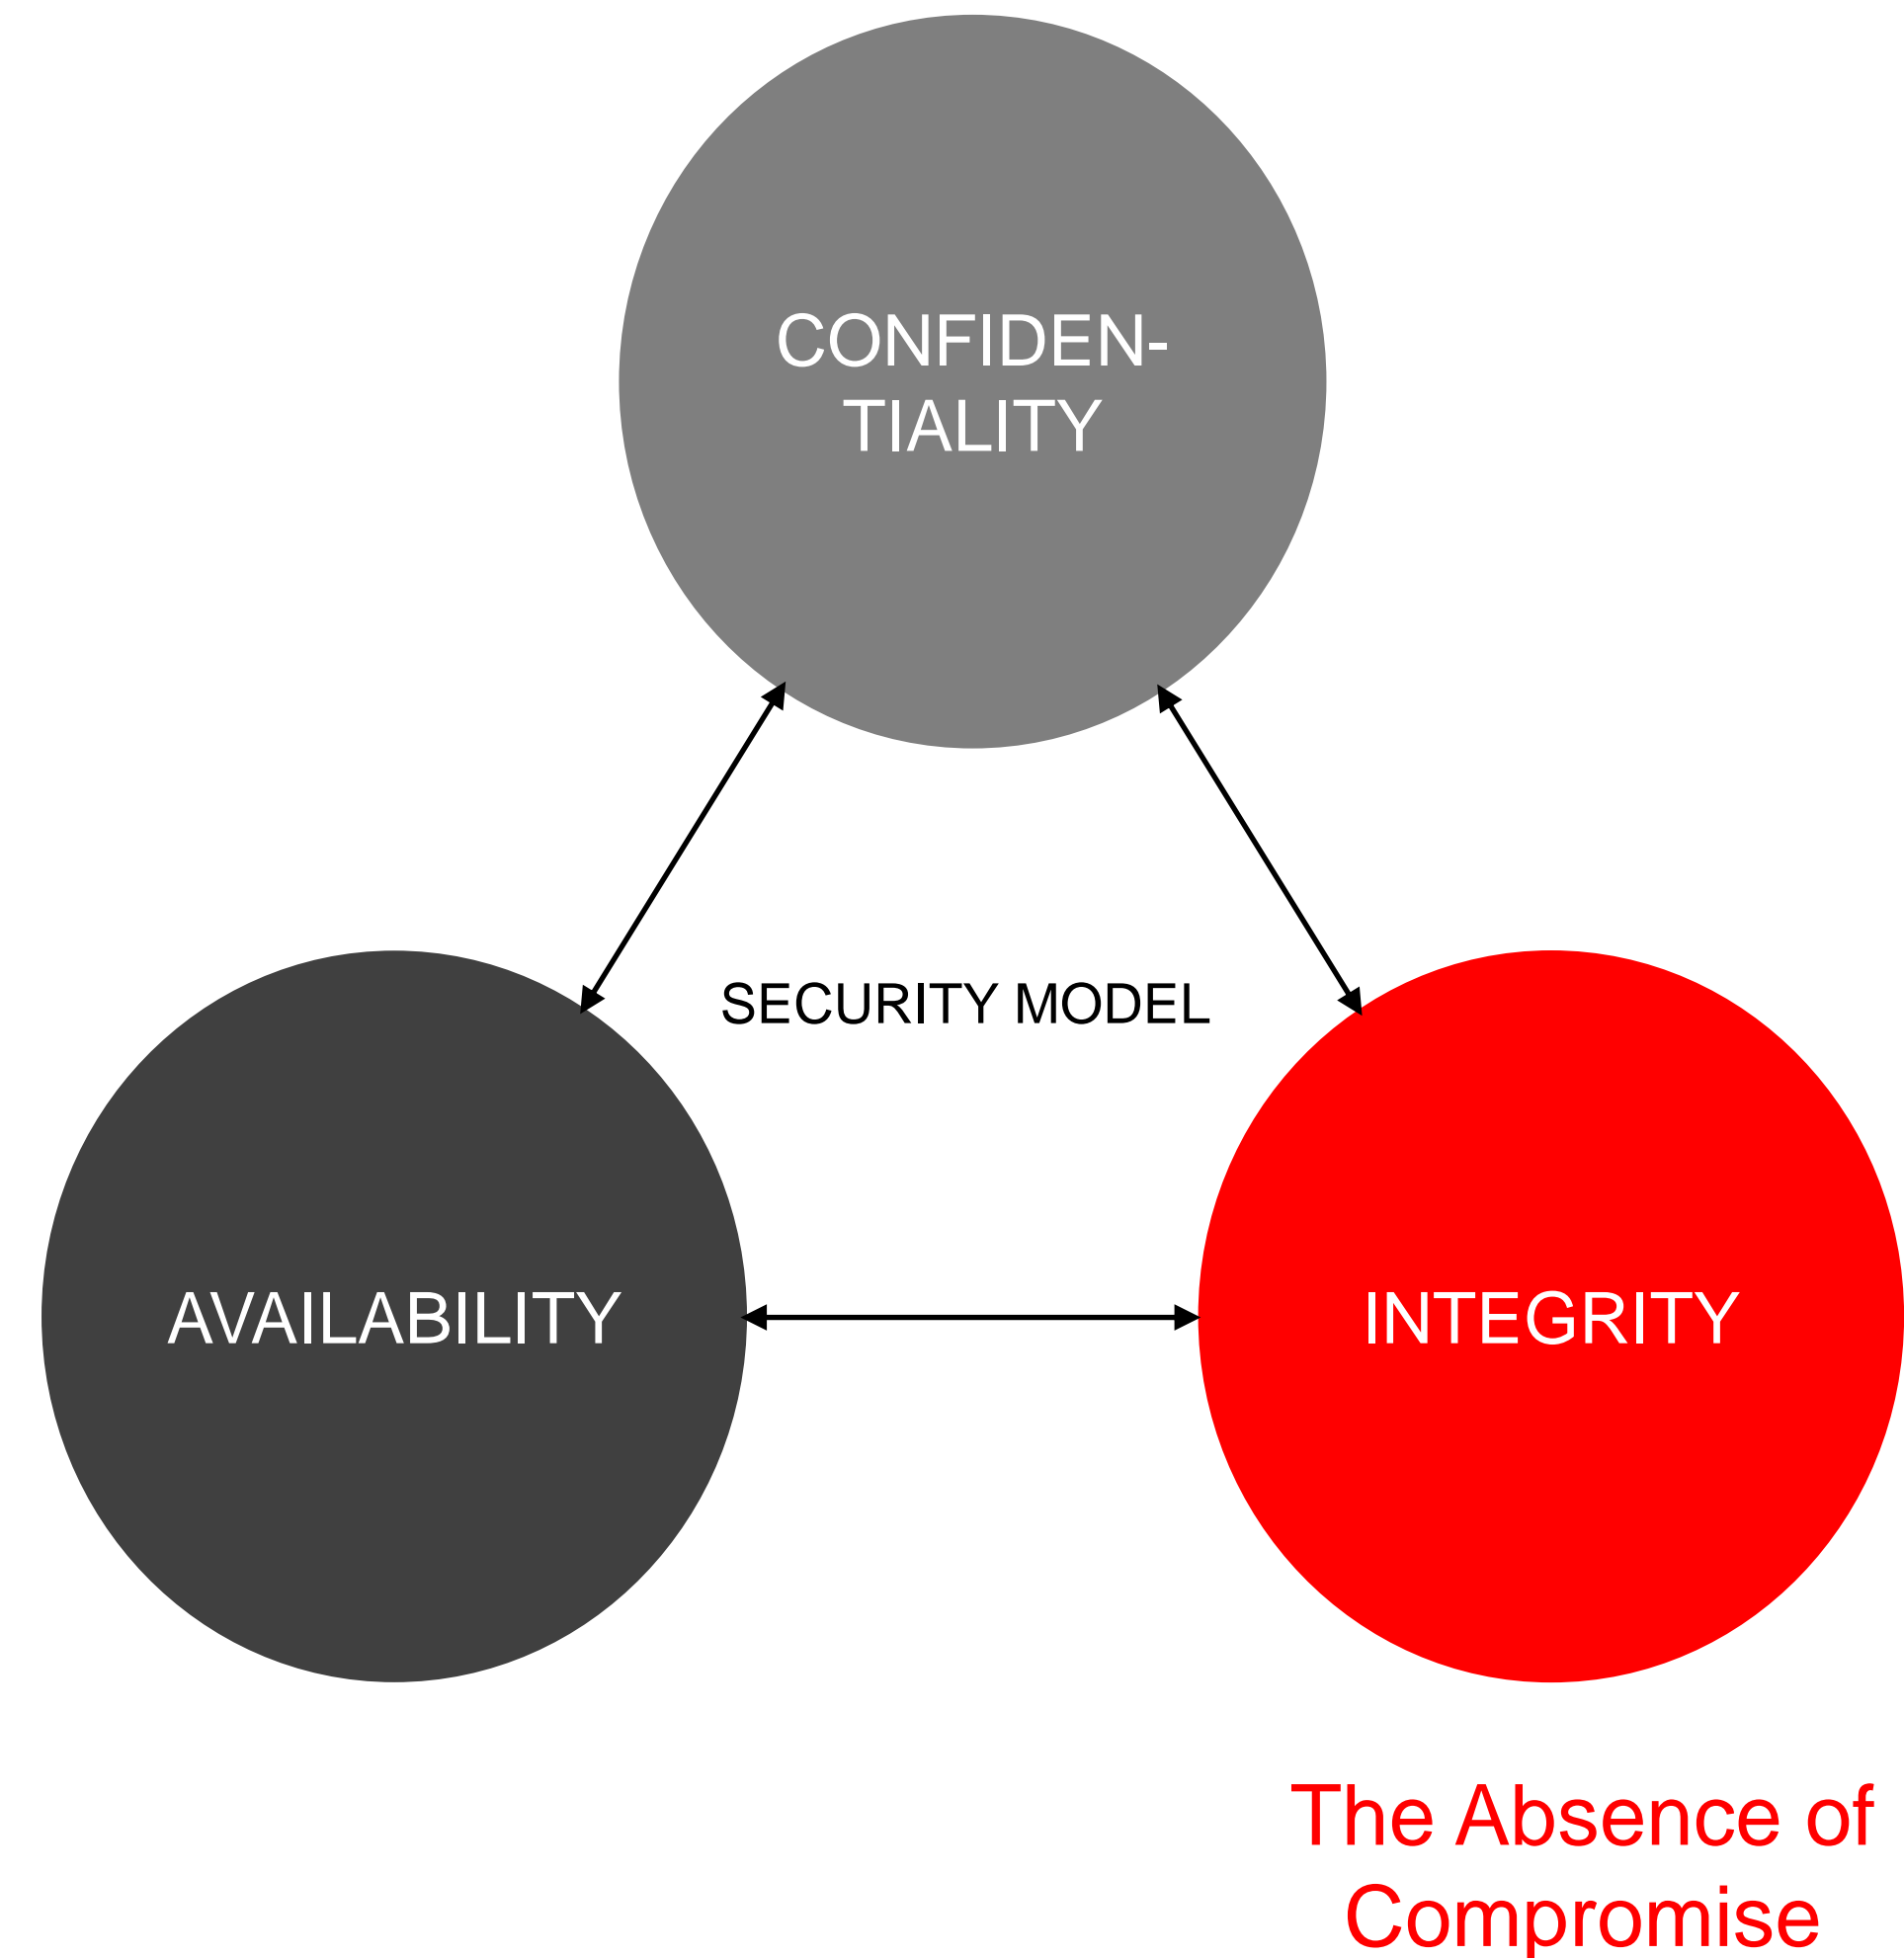 CONFIDEN-
TIALITY
SECURITY MODEL
AVAILABILITY
INTEGRITY
The Absence of
Compromise